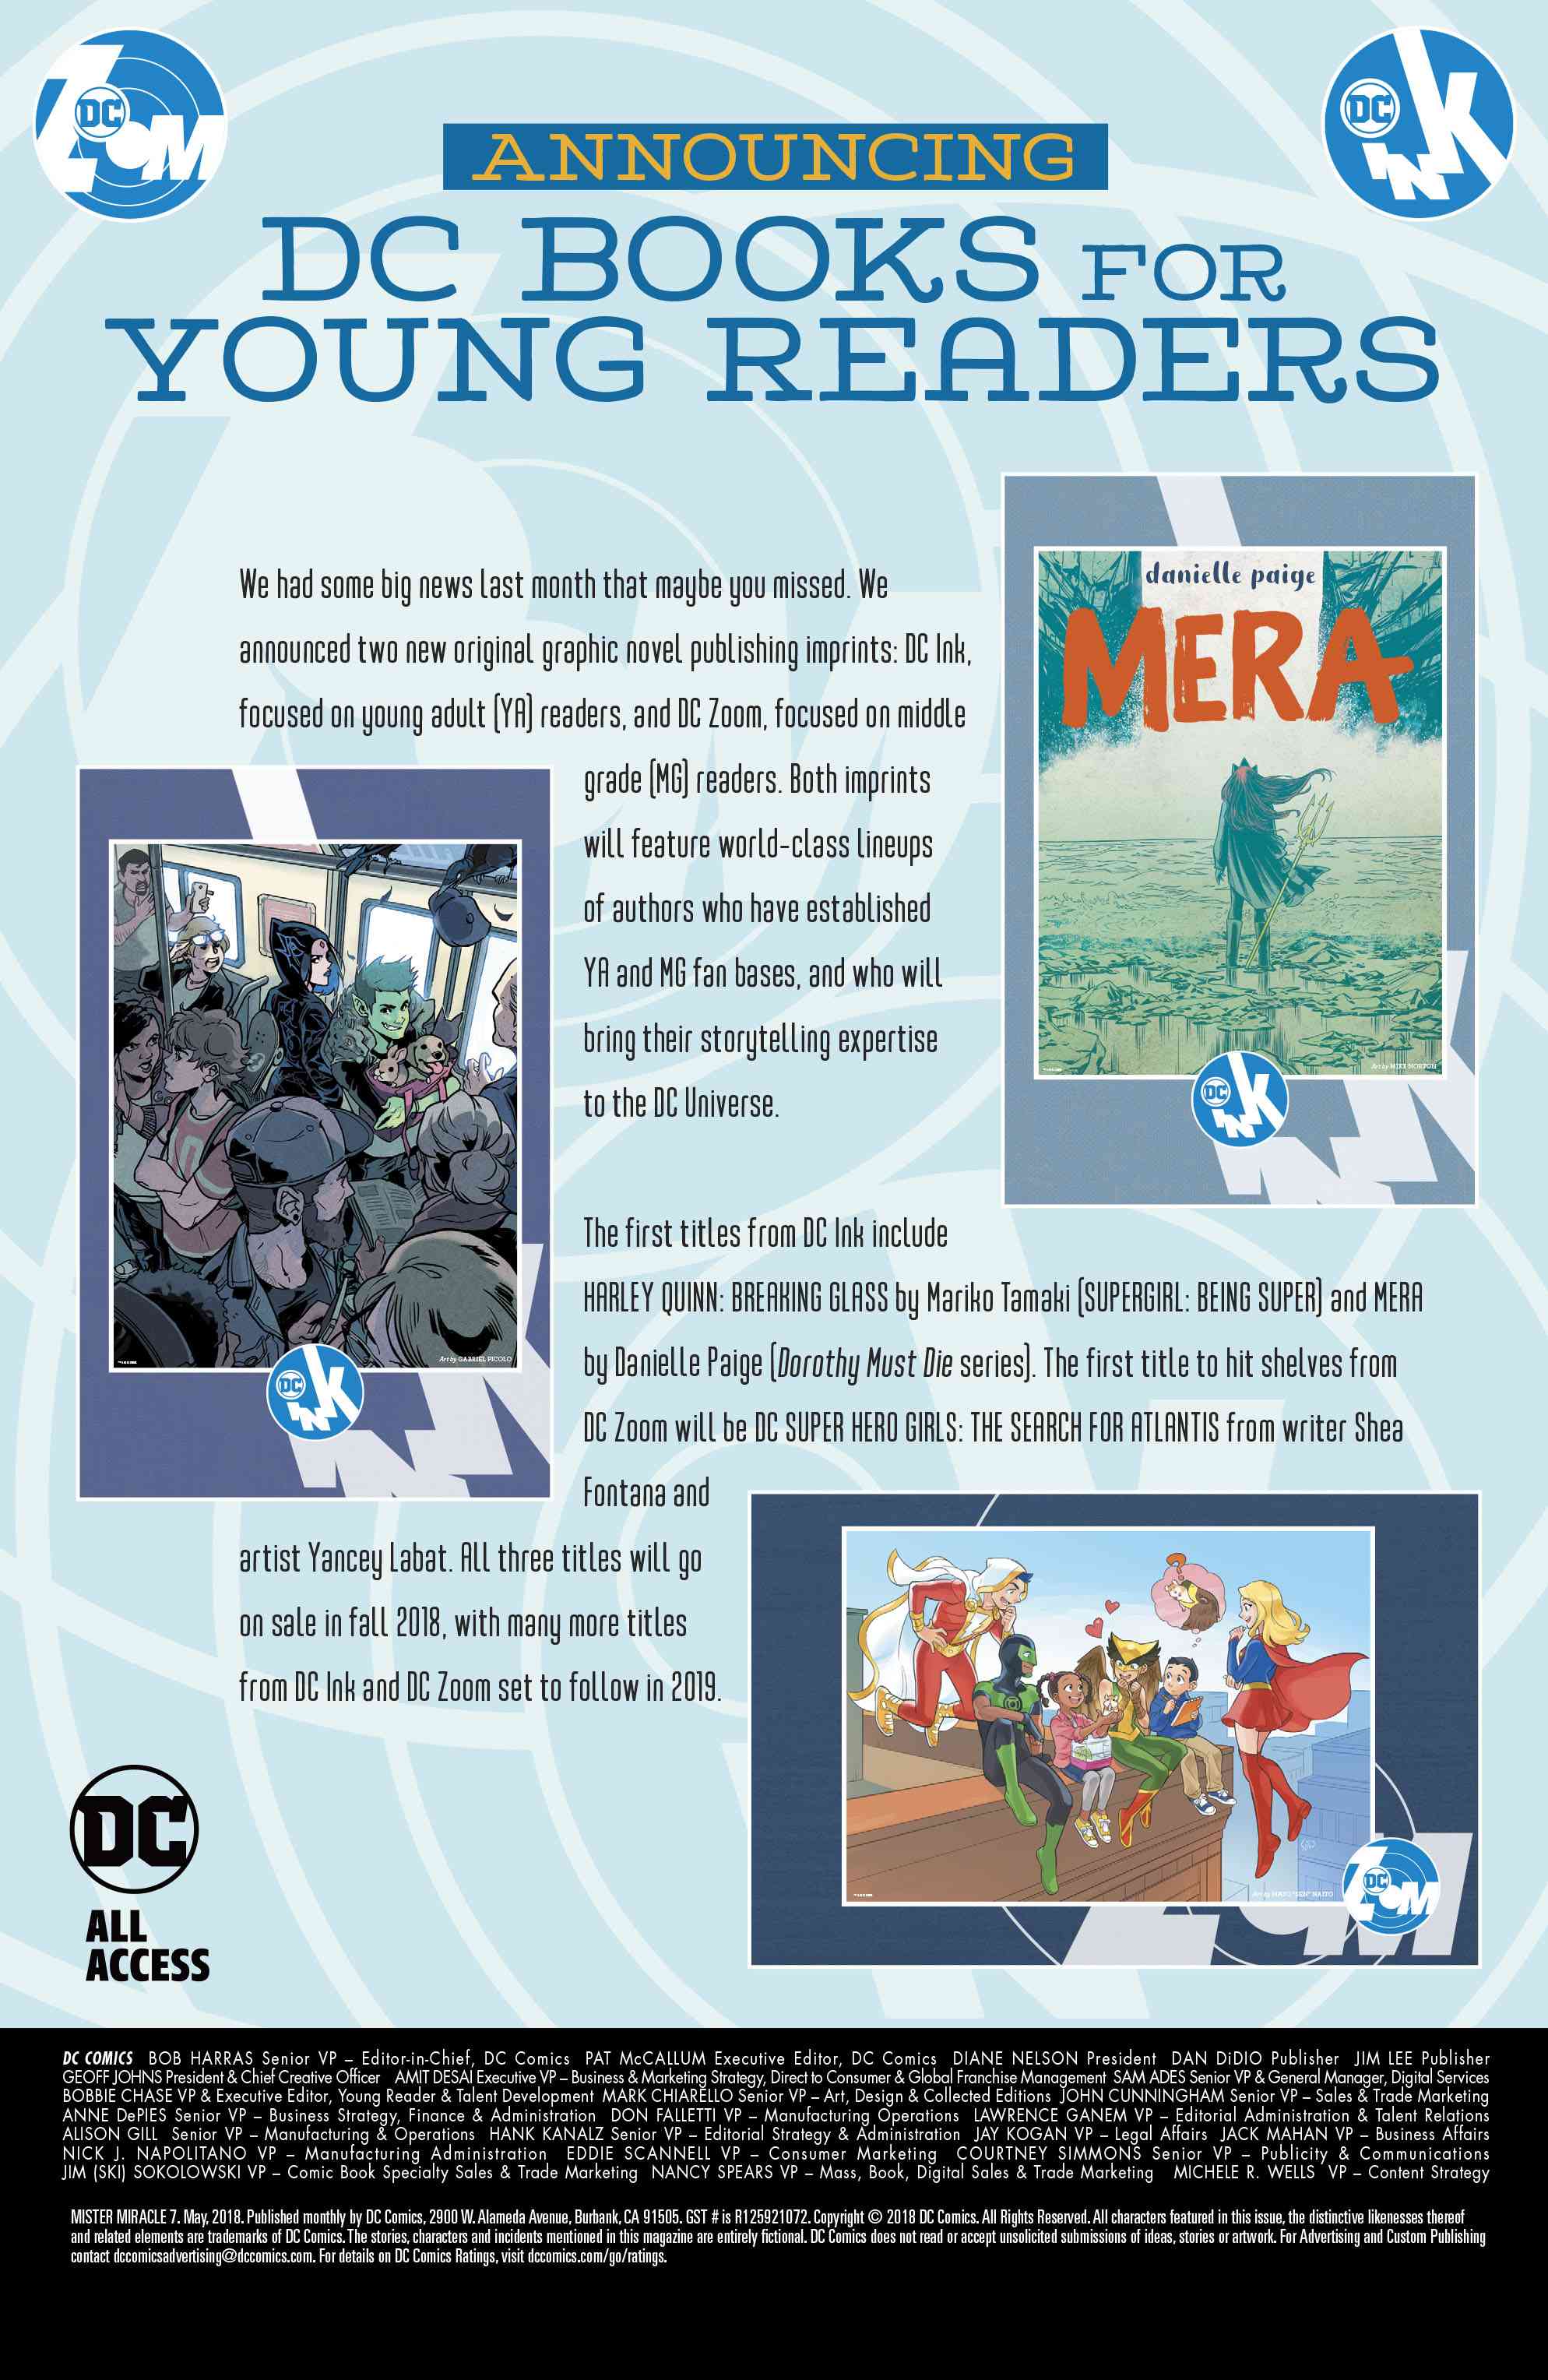 DC ZOOM
DC INK
ANNOUNCING
DC BOOKS FOR
YOUNG READERS
We had some big news last month that maybe you missed. We
announced two new original graphic novel publishing imprints: DC Ink,
focused on young adult (YA) readers, and DC Zoom, focused on middle
grade (MG) readers. Both imprints
will feature world-class lineups
of authors who have established
YA and MG fan bases, and who will
bring their storytelling expertise
to the DC Universe.
danielle paige
MERA
Art by MIKE NORTON
DC INK
Art by GABRIEL PICOLO
DC INK
The first titles from DC Ink include
HARLEY QUINN: BREAKING GLASS by Mariko Tamaki (SUPERGIRL: BEING SUPER) and MERA
by Danielle Paige (Dorothy Must Die series). The first title to hit shelves from
DC Zoom will be DC SUPER HERO GIRLS: THE SEARCH FOR ATLANTIS from writer Shea
Fontana and
artist Yancey Labat. All three titles will go
on sale in fall 2018, with many more titles
from DC Ink and DC Zoom set to follow in 2019.
?
DC ZOOM
DC
ALL
ACCESS
DC COMICS BOB HARRAS Senior VP – Editor-in-Chief, DC Comics PAT McCALLUM Executive Editor, DC Comics DIANE NELSON President DAN DiDIO Publisher JIM LEE Publisher
GEOFF JOHNS President & Chief Creative Officer AMIT DESAI Executive VP – Business & Marketing Strategy, Direct to Consumer & Global Franchise Management SAM ADES Senior VP & General Manager, Digital Services
BOBBIE CHASE VP & Executive Editor, Young Reader & Talent Development MARK CHIARELLO Senior VP – Art, Design & Collected Editions JOHN CUNNINGHAM Senior VP – Sales & Trade Marketing
ANNE DePIES Senior VP – Business Strategy, Finance & Administration DON FALLETTI VP – Manufacturing Operations LAWRENCE GANEM VP – Editorial Administration & Talent Relations
ALISON GILL Senior VP – Manufacturing & Operations HANK KANALZ Senior VP – Editorial Strategy & Administration JAY KOGAN VP – Legal Affairs JACK MAHAN VP – Business Affairs
NICK J. NAPOLITANO VP – Manufacturing Administration EDDIE SCANNELL VP – Consumer Marketing COURTNEY SIMMONS Senior VP – Publicity & Communications
JIM (SKI) SOKOLOWSKI VP – Comic Book Specialty Sales & Trade Marketing NANCY SPEARS VP – Mass, Book, Digital Sales & Trade Marketing MICHELE R. WELLS VP – Content Strategy
MISTER MIRACLE 7. May, 2018. Published monthly by DC Comics, 2900 W. Alameda Avenue, Burbank, CA 91505. GST # is R125921072. Copyright © 2018 DC Comics. All Rights Reserved. All characters featured in this issue, the distinctive likenesses thereof
and related elements are trademarks of DC Comics. The stories, characters and incidents mentioned in this magazine are entirely fictional. DC Comics does not read or accept unsolicited submissions of ideas, stories or artwork. For Advertising and Custom Publishing
contact dccomicsadvertising@dccomics.com. For details on DC Comics Ratings, visit dccomics.com/go/ratings.